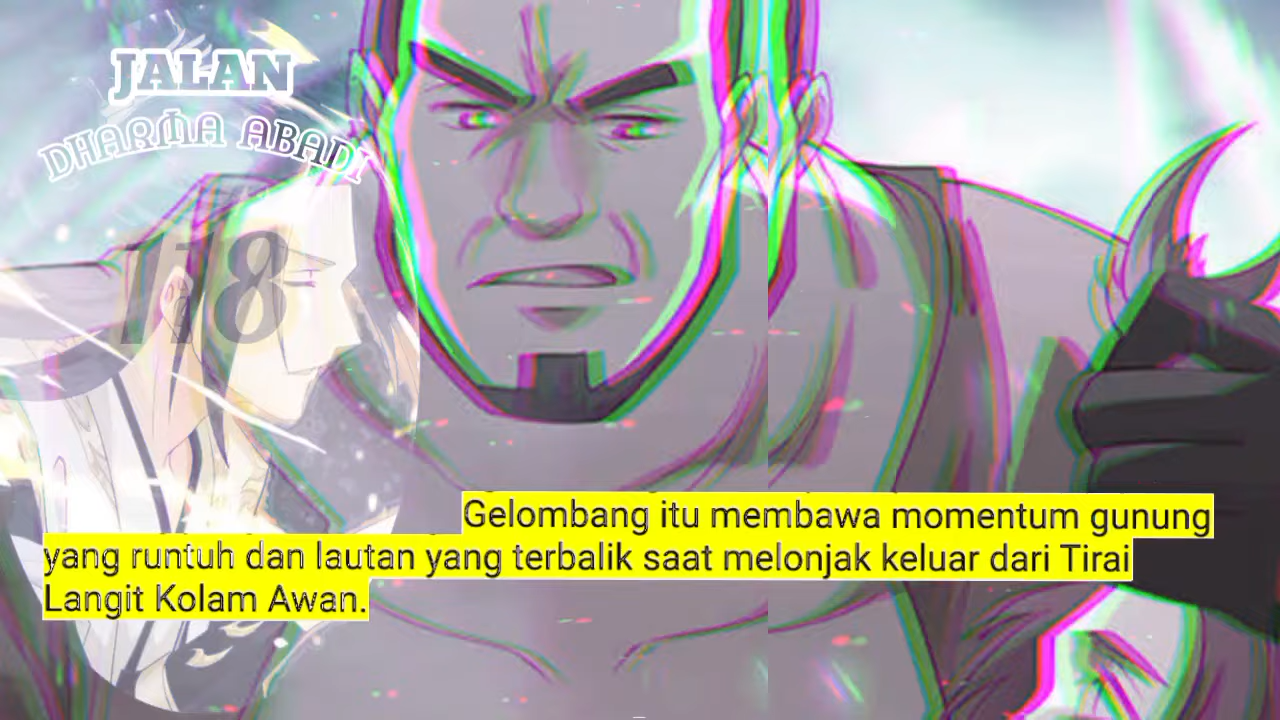 JALAN
DHARMA ABADI
118
Gelombang itu membawa momentum gunung
yang runtuh dan lautan yang terbalik saat melonjak keluar dari Tirai
Langit Kolam Awan.